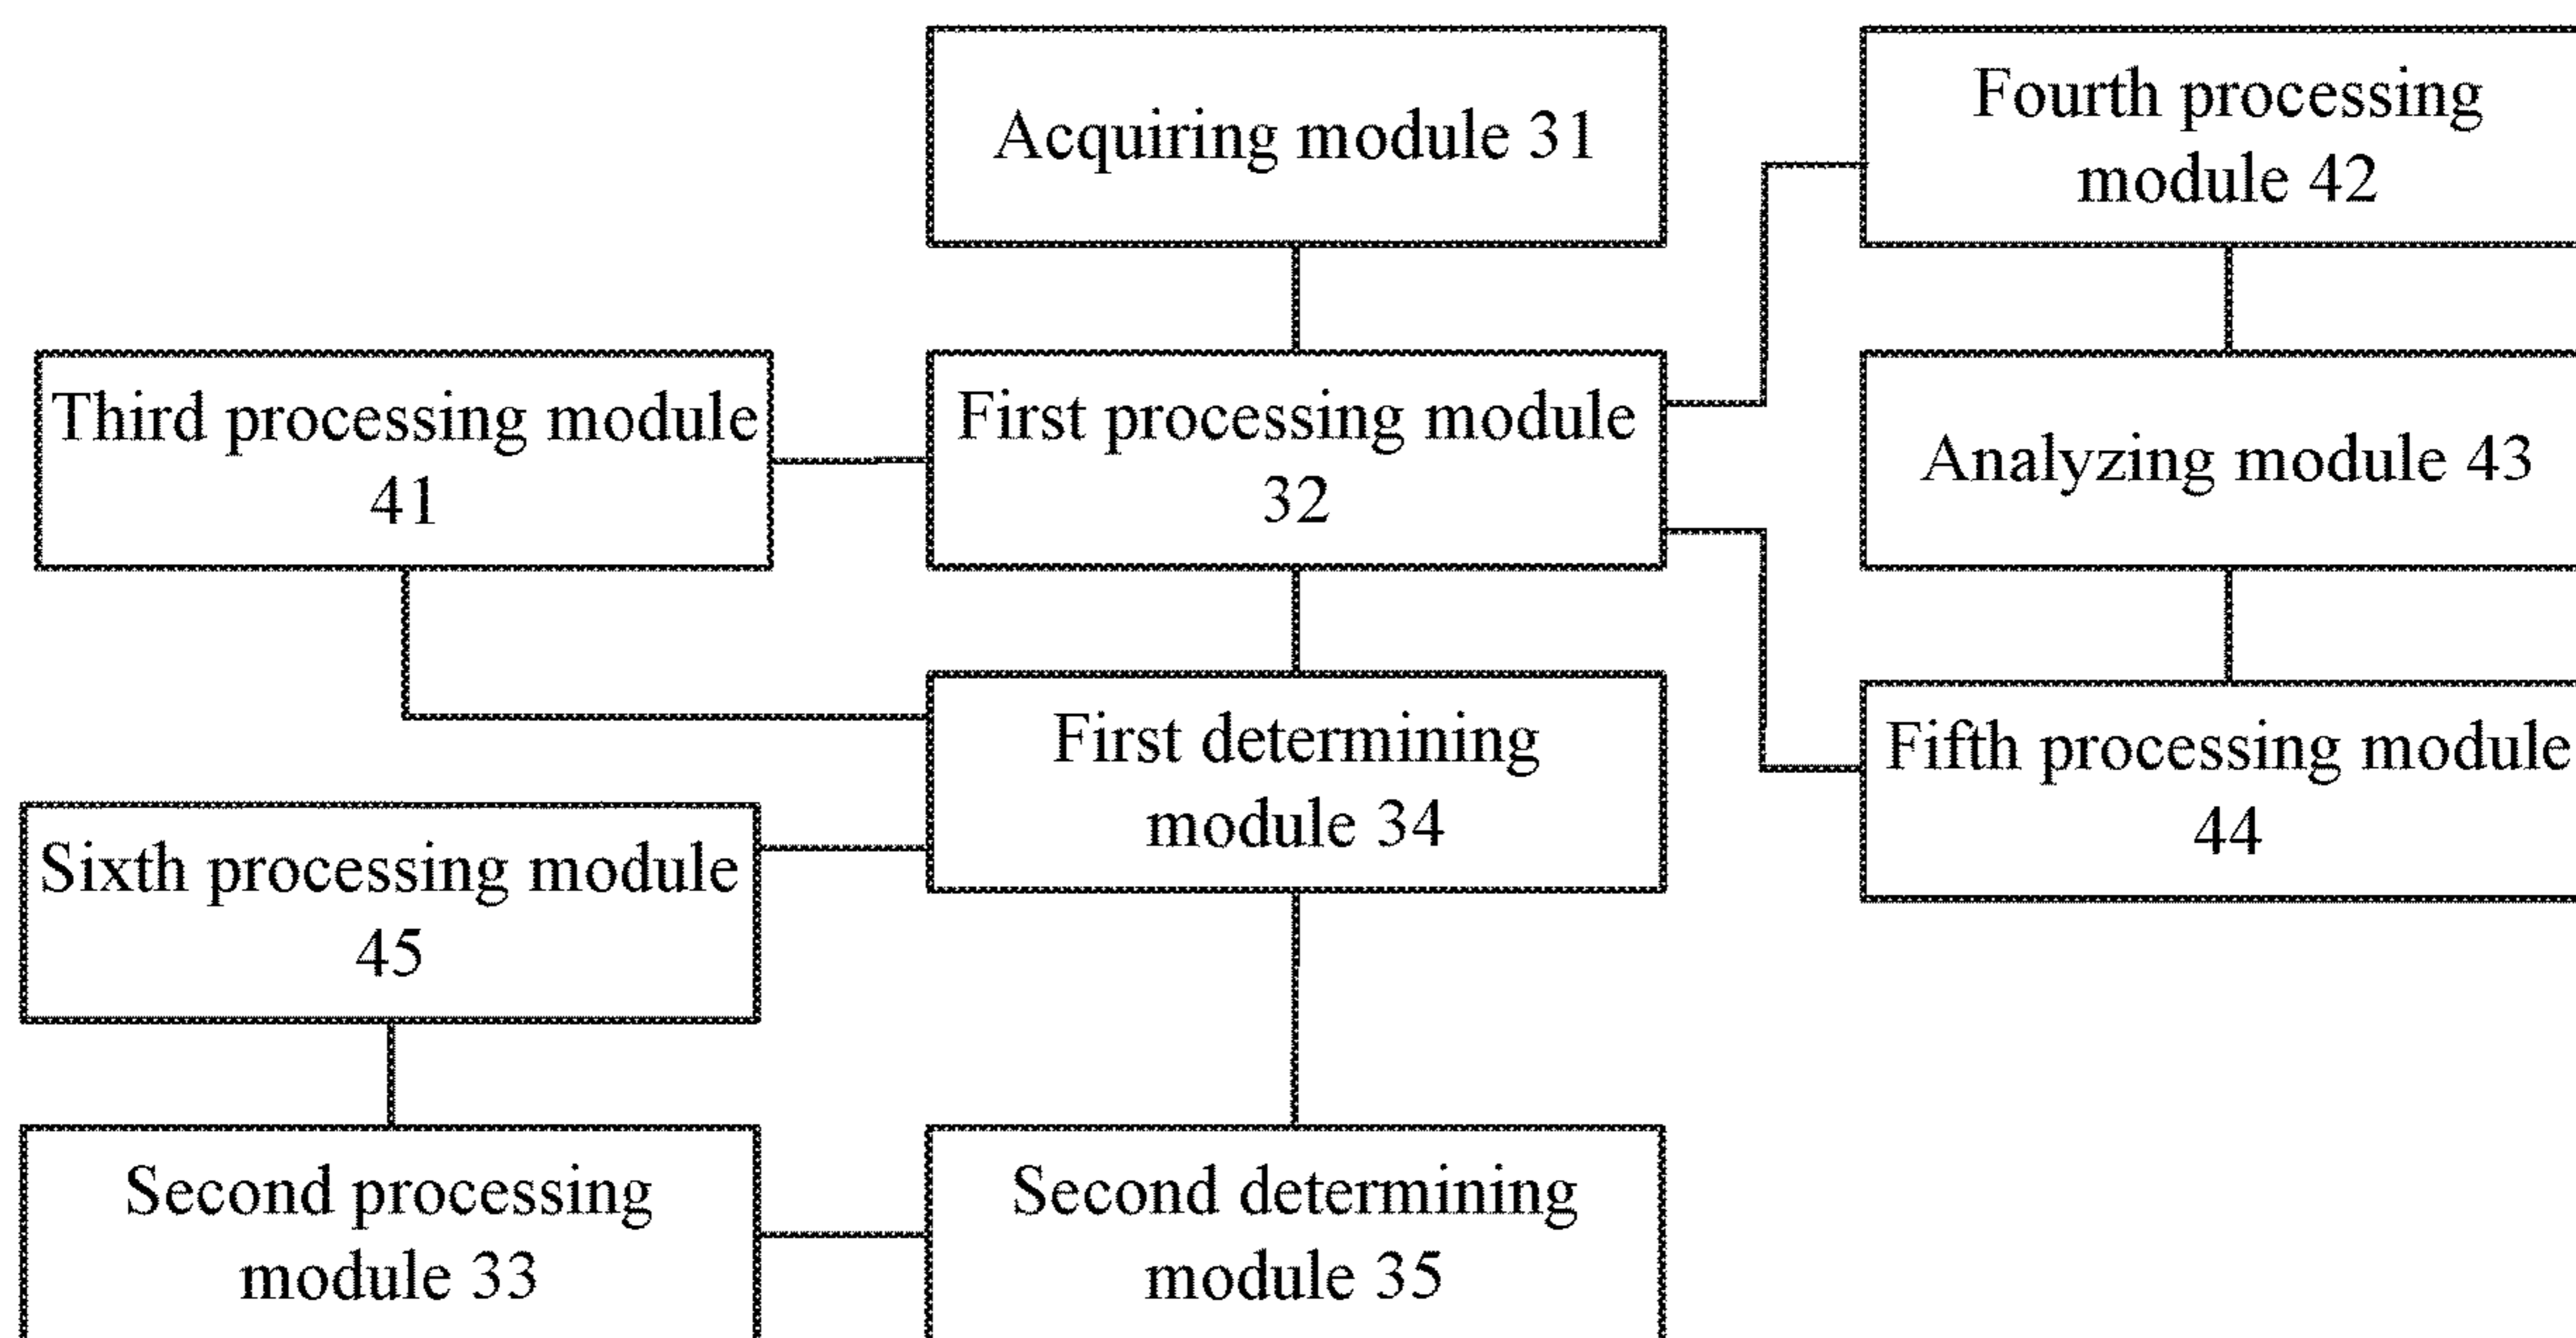 Acquiring module 31
Fourth processing
module 42
Third processing module
41
First processing module
32
Analyzing module 43
First determining
module 34
Fifth processing module
44
Sixth processing module
45
Second processing
module 33
Second determining
module 35